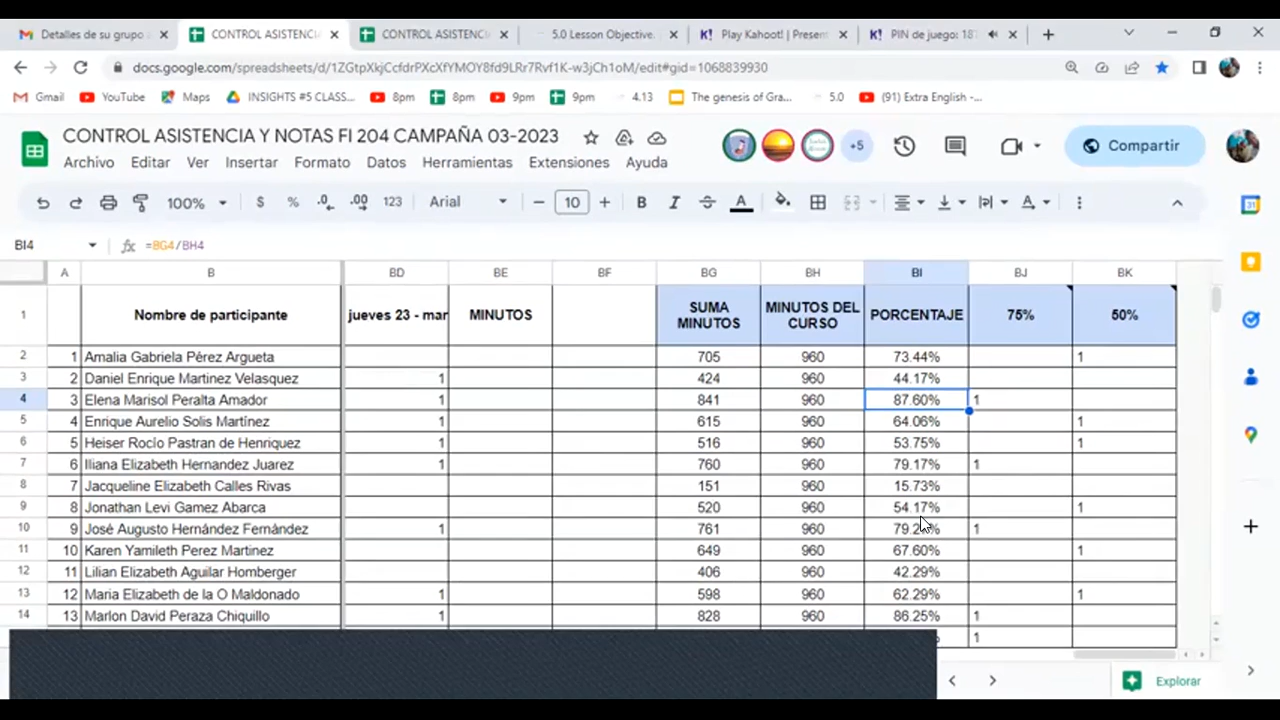 Detalles de su grupo
CONTROL ASISTENCIA
CONTROL ASISTENCI
5.0 Lesson Objective.
K! Play Kahoot! | Present
K! PIN de juego: 18
docs.google.com/spreadsheets/d/1ZGtpXkjCcfdrPXcXfYMOY8fd9LRr7Rvf1K-w3jCh1oM/edit#gid=1068839930
Gmail YouTube Maps INSIGHTS #5 CLASS... 8pm 8pm 9pm 9pm 4.13 The genesis of Gra... 5.0 (91) Extra English -...
CONTROL ASISTENCIA Y NOTAS FI 204 CAMPAÑA 03-2023
+5
Compartir
Archivo Editar Ver Insertar Formato Datos Herramientas Extensiones Ayuda
100% $ % .0 .00 123 Arial 10 B I S A
BI4 fx =BG4/BH4
A B BD BE BF BG BH BI BJ BK
1 Nombre de participante jueves 23 - mar MINUTOS SUMA MINUTOS MINUTOS DEL CURSO PORCENTAJE 75% 50%
2 1 Amalia Gabriela Pérez Argueta 705 960 73.44% 1
3 2 Daniel Enrique Martinez Velasquez 1 424 960 44.17%
4 3 Elena Marisol Peralta Amador 1 841 960 87.60% 1
5 4 Enrique Aurelio Solis Martínez 1 615 960 64.06% 1
6 5 Heiser Rocío Pastran de Henriquez 1 516 960 53.75% 1
7 6 Iliana Elizabeth Hernandez Juarez 1 760 960 79.17% 1
8 7 Jacqueline Elizabeth Calles Rivas 151 960 15.73%
9 8 Jonathan Levi Gamez Abarca 520 960 54.17% 1
10 9 José Augusto Hernández Fernández 1 761 960 1
11 10 Karen Yamileth Perez Martinez 649 960 67.60% 1
12 11 Lilian Elizabeth Aguilar Homberger 406 960 42.29%
13 12 Maria Elizabeth de la O Maldonado 1 598 960 62.29% 1
14 13 Marlon David Peraza Chiquillo 1 828 960 86.25% 1
1
Explorar